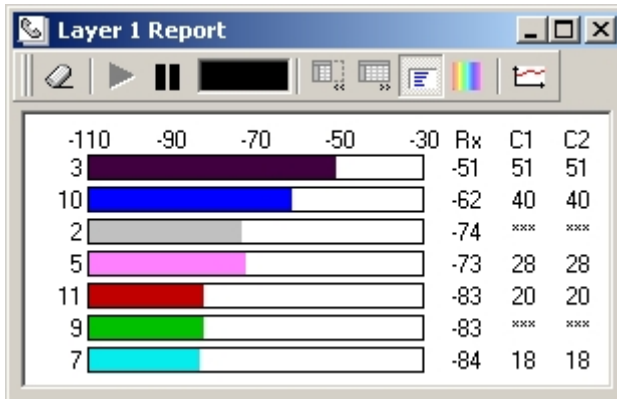 Layer 1 Report
-110 -90 -70 -50 -30 Rx C1 C2
3 -51 51 51
10 -62 40 40
2 -74 *** ***
5 -73 28 28
11 -83 20 20
9 -83 *** ***
7 -84 18 18